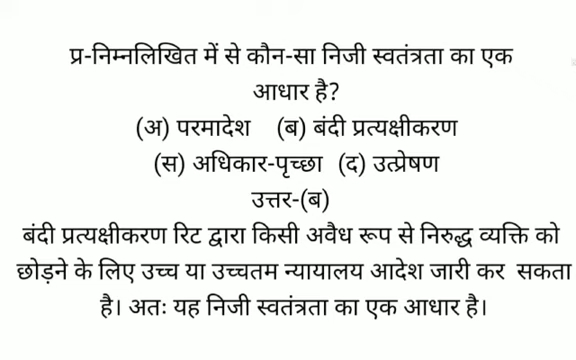 प्र-निम्नलिखित में से कौन-सा निजी स्वतंत्रता का एक
आधार है?
(अ) परमादेश (ब) बंदी प्रत्यक्षीकरण
(स) अधिकार-पृच्छा (द) उत्प्रेषण
उत्तर-(ब)
बंदी प्रत्यक्षीकरण रिट द्वारा किसी अवैध रूप से निरुद्ध व्यक्ति को
छोड़ने के लिए उच्च या उच्चतम न्यायालय आदेश जारी कर सकता
है। अतः यह निजी स्वतंत्रता का एक आधार है।